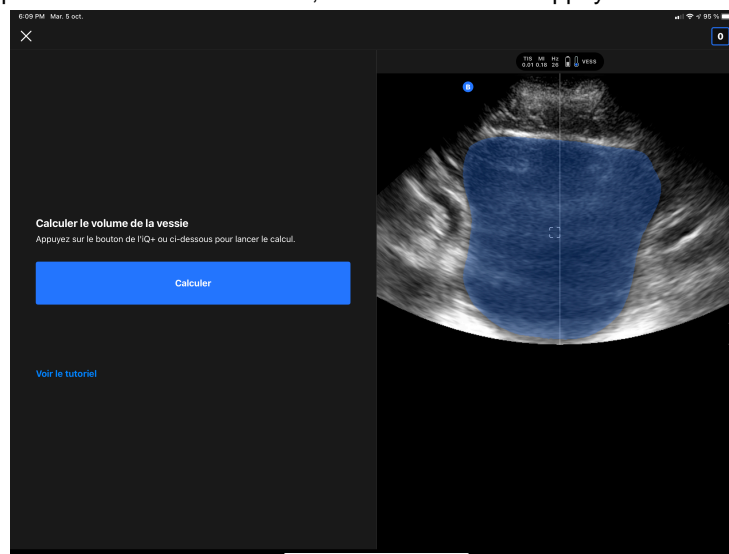 6:09 PM Mar. 5 oct.
95 %
0
TIS MI Hz
0.01 0.18 26
VESS
B
Calculer le volume de la vessie
Appuyez sur le bouton de l'iQ+ ou ci-dessous pour lancer le calcul.
Calculer
Voir le tutoriel